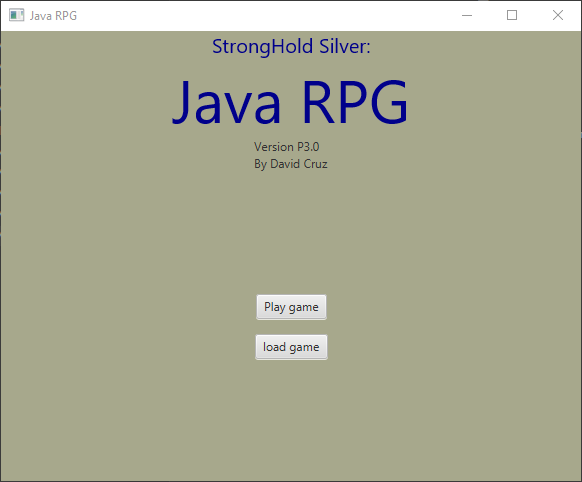 Java RPG
StrongHold Silver:
Java RPG
Version P3.0
By David Cruz
Play game
load game